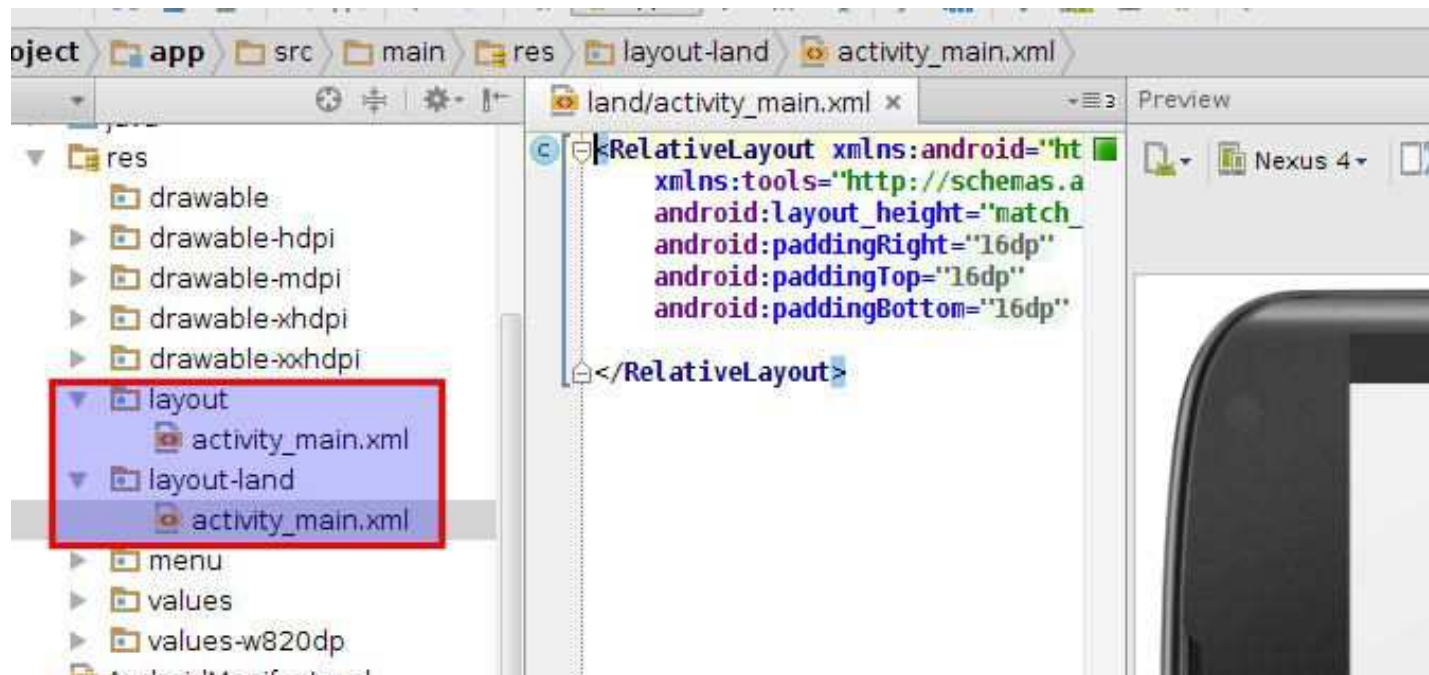 oject app src main res layout-land activity_main.xml
land/activity_main.xml
Preview
res
drawable
drawable-hdpi
drawable-mdpi
drawable-xhdpi
drawable-xxhdpi
layout
activity_main.xml
layout-land
activity_main.xml
menu
values
values-w820dp
<RelativeLayout xmlns:android="ht
xmlns:tools="http://schemas.a
android:layout_height="match_
android:paddingRight="16dp"
android:paddingTop="16dp"
android:paddingBottom="16dp"
</RelativeLayout>
Nexus 4